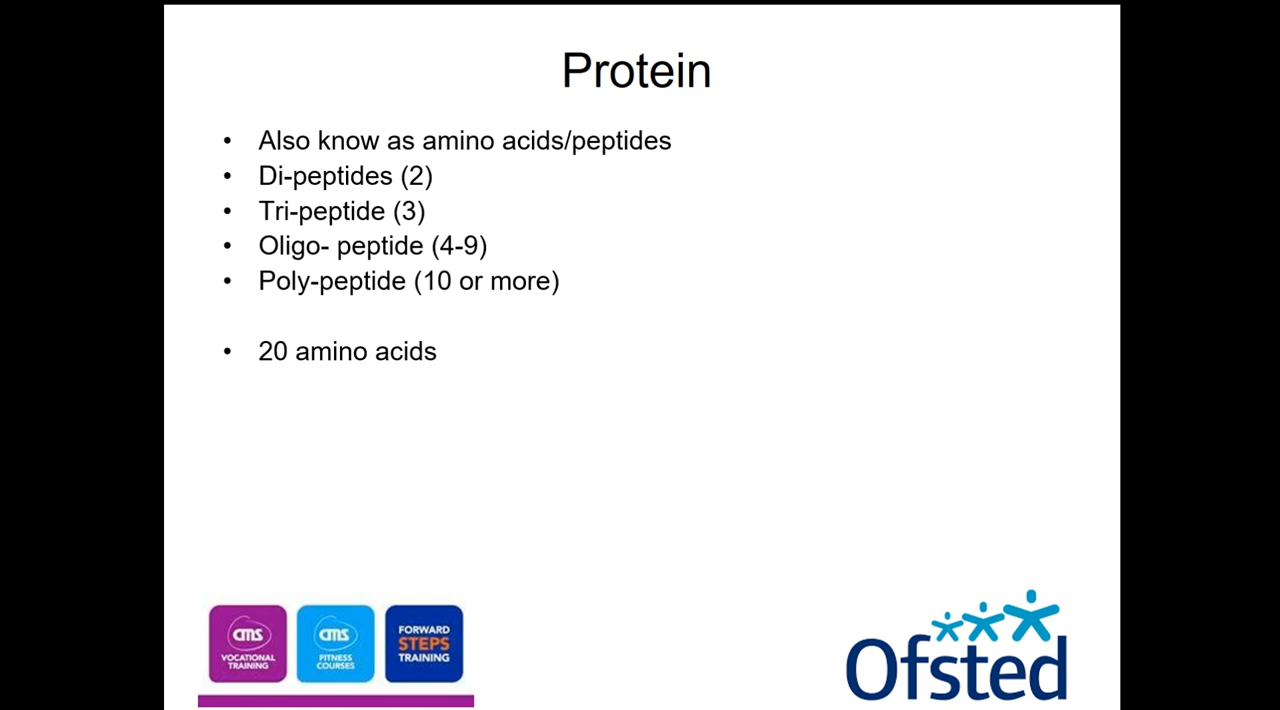 Protein
• Also know as amino acids/peptides
• Di-peptides (2)
• Tri-peptide (3)
• Oligo- peptide (4-9)
• Poly-peptide (10 or more)
• 20 amino acids
cms
VOCATIONAL
TRAINING
cms
FITNESS
COURSES
FORWARD
STEPS
TRAINING
Ofsted